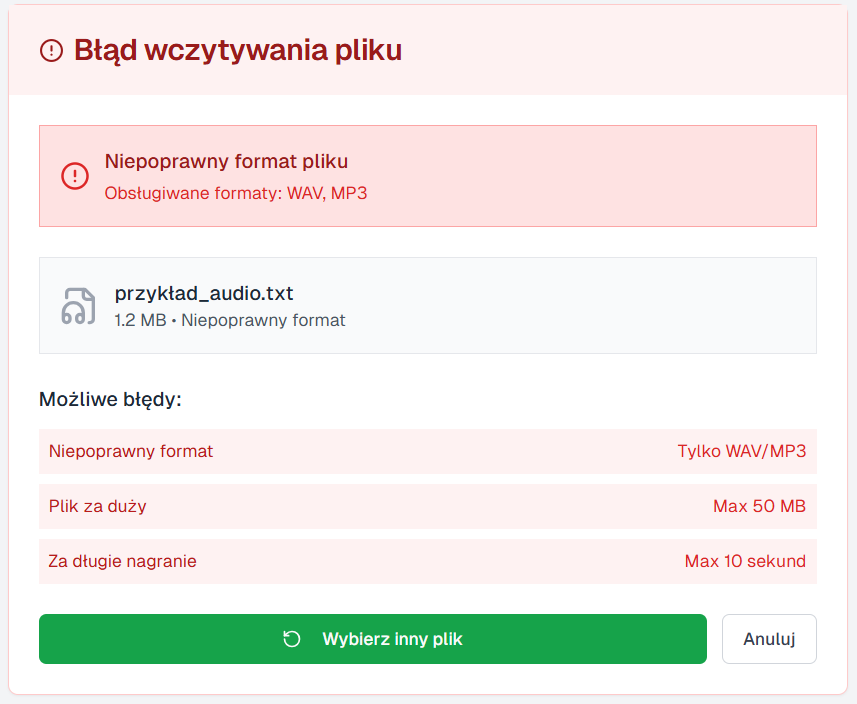 Błąd wczytywania pliku
Niepoprawny format pliku
Obsługiwane formaty: WAV, MP3
przykład_audio.txt
1.2 MB • Niepoprawny format
Możliwe błędy:
Niepoprawny format Tylko WAV/MP3
Plik za duży Max 50 MB
Za długie nagranie Max 10 sekund
Wybierz inny plik Anuluj